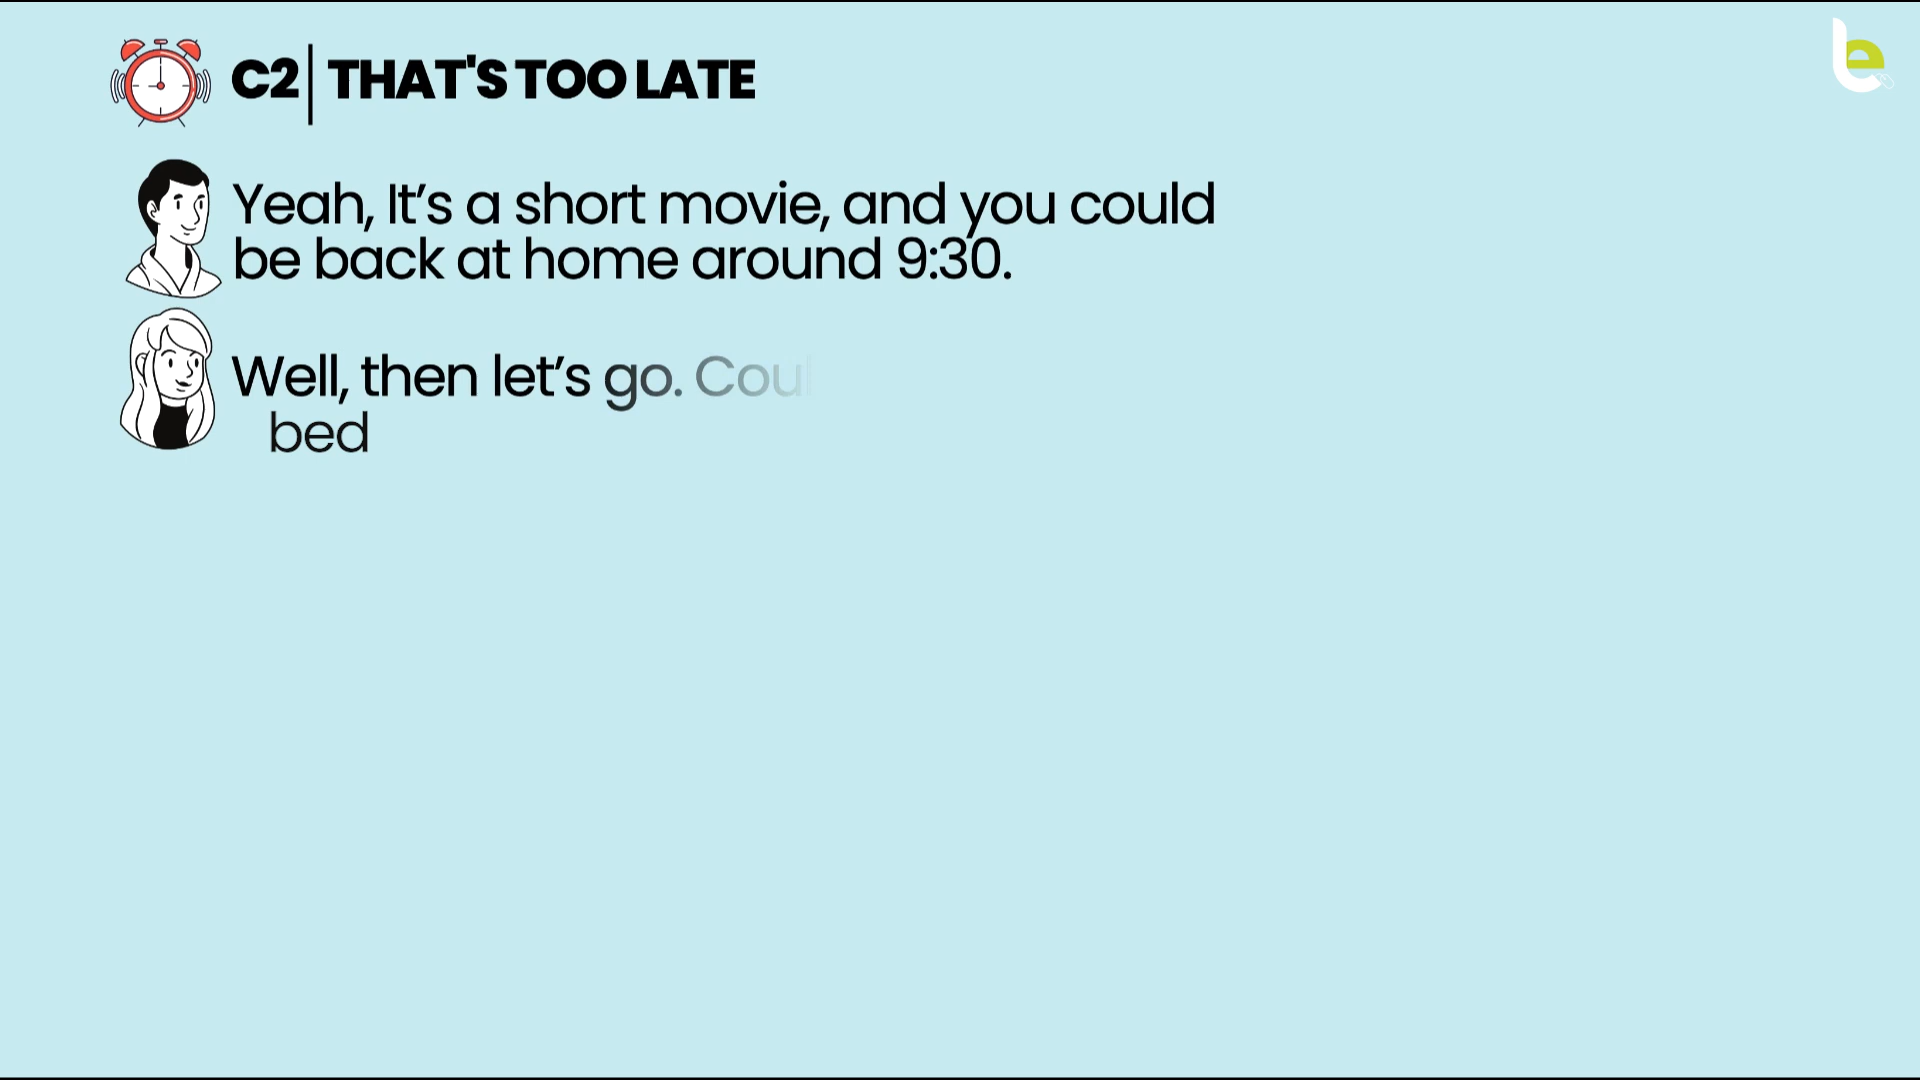 C2 THAT'S TOO LATE
Yeah, It’s a short movie, and you could
be back at home around 9:30.
Well, then let’s go.
bed